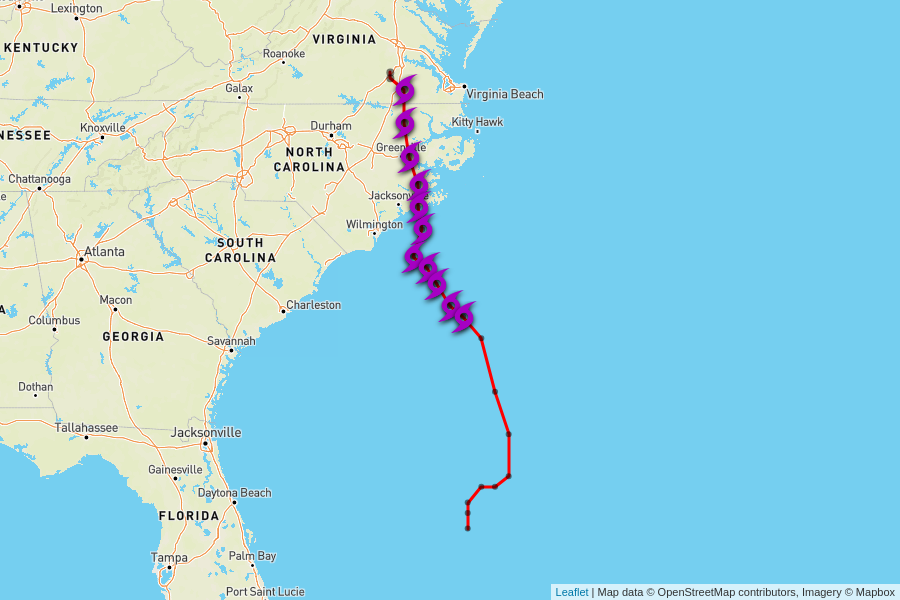 Lexington
KENTUCKY
VIRGINIA
Roanoke
Galax
Virginia Beach
Kitty Hawk
NESSEE
Knoxville
Durham
NORTH
CAROLINA
Chattanooga
e
Wilmington
SOUTH
CAROLINA
Atlanta
Macon
Charleston
A
Columbus
GEORGIA
Savannah
Dothan
Tallahassee
Jacksonville
Gainesville
Daytona Beach
FLORIDA
Tampa
Palm Bay
Port Saint Lucie
Leaflet | Map data © OpenStreetMap contributors, Imagery © Mapbox